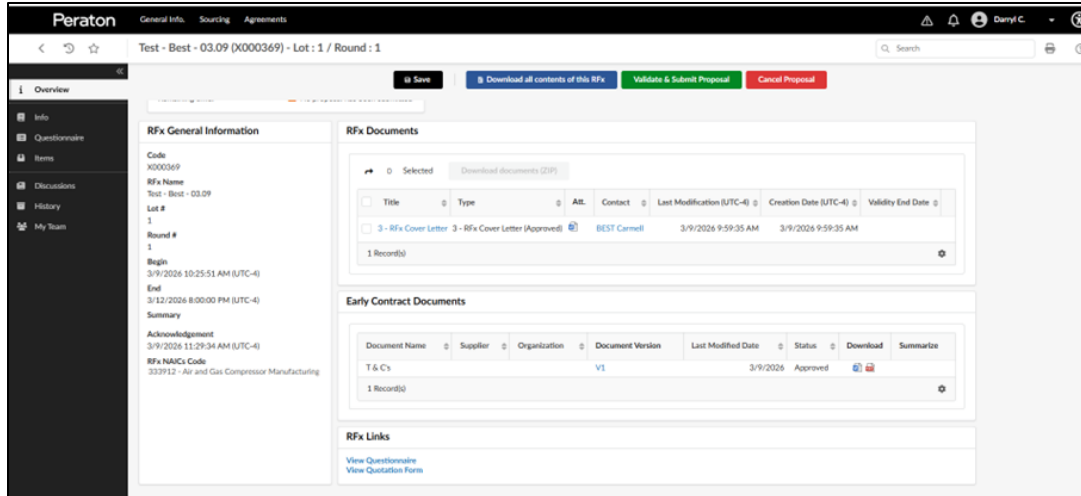 Peraton
General Info. Sourcing Agreements
Darryl C.
Test - Best - 03.09 (X000369) - Lot : 1 / Round : 1
Search
Save
Download all contents of this RFx
Validate & Submit Proposal
Cancel Proposal
Overview
Info
Questionnaire
Items
Discussions
History
My Team
RFx General Information
Code
X000369
RFx Name
Test - Best - 03.09
Lot #
1
Round #
1
Begin
3/9/2026 10:25:51 AM (UTC-4)
End
3/12/2026 8:00:00 PM (UTC-4)
Summary
Acknowledgement
3/9/2026 11:29:34 AM (UTC-4)
RFx NAICs Code
333912 - Air and Gas Compressor Manufacturing
RFx Documents
0 Selected Download documents (ZIP)
Title Type Att. Contact Last Modification (UTC-4) Creation Date (UTC-4) Validity End Date
3 - RFx Cover Letter 3 - RFx Cover Letter (Approved) BEST Carmell 3/9/2026 9:59:35 AM 3/9/2026 9:59:35 AM
1 Record(s)
Early Contract Documents
Document Name Supplier Organization Document Version Last Modified Date Status Download Summarize
T & C's V1 3/9/2026 Approved
1 Record(s)
RFx Links
View Questionnaire
View Quotation Form